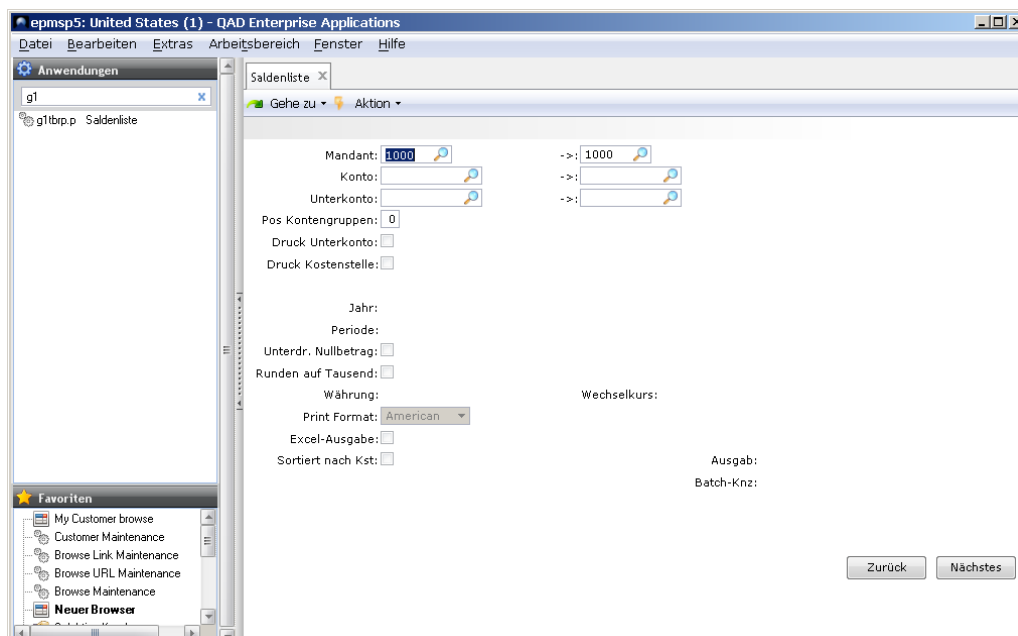 epmsp5: United States (1) - QAD Enterprise Applications
Datei Bearbeiten Extras Arbeitsbereich Fenster Hilfe
Anwendungen
g1
g1tbrp.p Saldenliste
Saldenliste
Gehe zu Aktion
Mandant: 1000 ->: 1000
Konto: ->:
Unterkonto: ->:
Pos Kontengruppen: 0
Druck Unterkonto:
Druck Kostenstelle:
Jahr:
Periode:
Unterdr. Nullbetrag:
Runden auf Tausend:
Währung: Wechselkurs:
Print Format: American
Excel-Ausgabe:
Sortiert nach Kst: Ausgab:
Batch-Knz:
Zurück Nächstes
Favoriten
My Customer browse
Customer Maintenance
Browse Link Maintenance
Browse URL Maintenance
Browse Maintenance
Neuer Browser